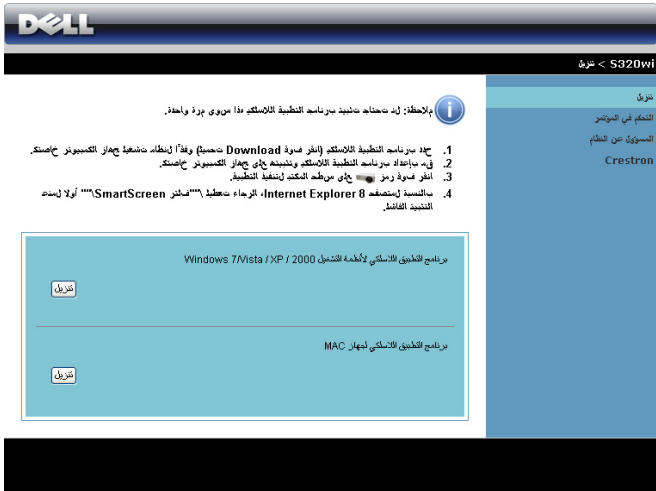 DELL
S320wi > تنزيل
تنزيل
التحكم في المؤتمر
المسؤول عن النظام
Crestron
ملاحظة: لن تحتاج تثبيت برنامج التطبيق اللاسلكي هذا سوى مرة واحدة.
1. حدد برنامج التطبيق اللاسلكي (انقر فوق Download تحميل) وفقًا لنظام تشغيل جهاز الكمبيوتر خاصتك.
2. قم بإعداد برنامج التطبيق اللاسلكي وتثبيته على جهاز الكمبيوتر خاصتك.
3. انقر فوق رمز على سطح المكتب لتنفيذ التطبيق.
4. بالنسبة لمتصفح Internet Explorer 8، الرجاء تعطيل \""فلتر SmartScreen\"" أولا لمنع
التثبيت الفاشل.
برنامج التطبيق اللاسلكي لأنظمة التشغيل Windows 7/Vista / XP / 2000
تنزيل
برنامج التطبيق اللاسلكي لجهاز MAC
تنزيل